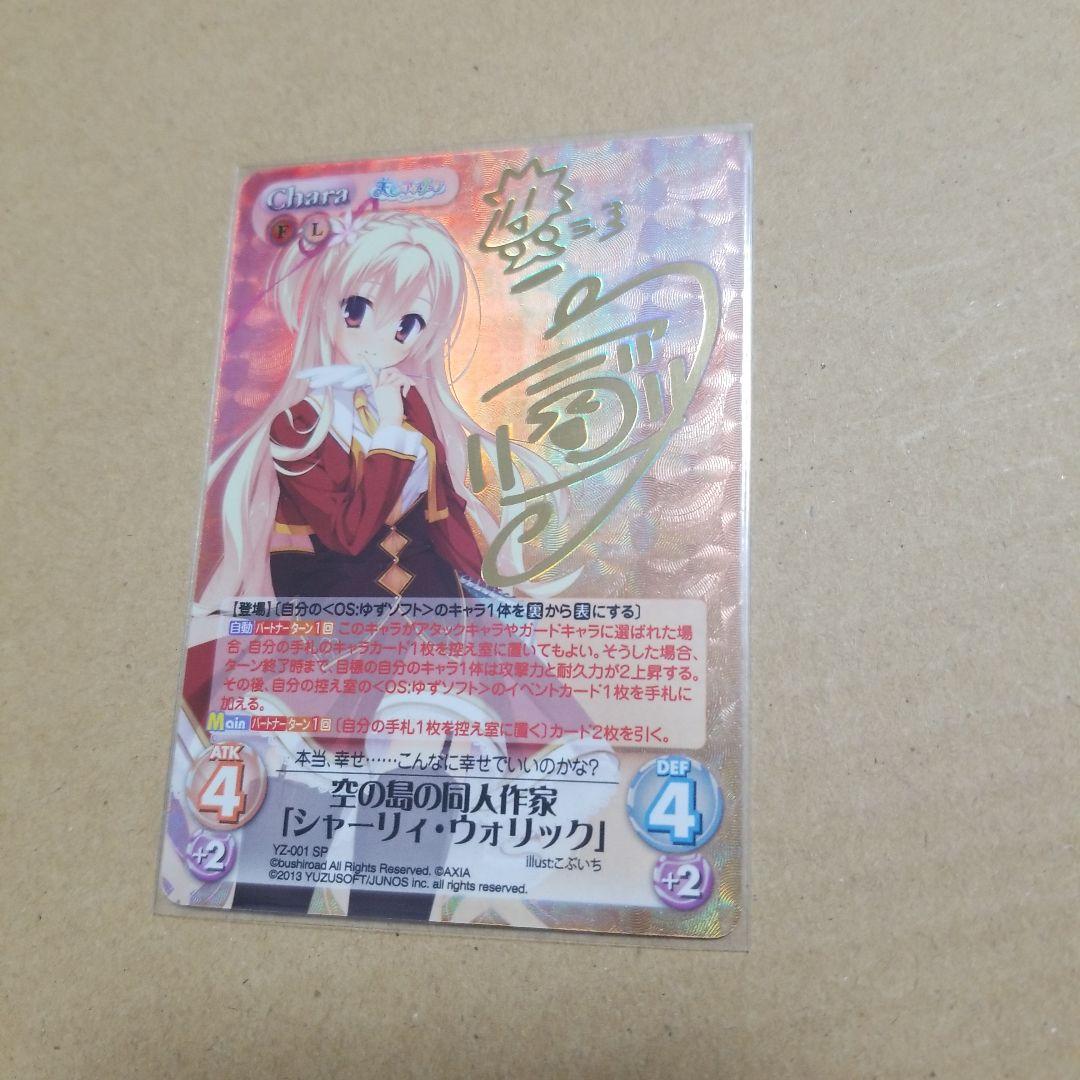 Chara
F L
【登場】〔自分の<OS:ゆずソフト>のキャラ1体を裏から表にする〕
自動 パートナー ターン1回 このキャラがアタックキャラやガードキャラに選ばれた場
合、自分の手札のキャラカード1枚を控え室に置いてもよい。そうした場合、
ターン終了時まで、目標の自分のキャラ1体は攻撃力と耐久力が2上昇する。
その後、自分の控え室の<OS:ゆずソフト>のイベントカード1枚を手札に
加える。
Main パートナー ターン1回 〔自分の手札1枚を控え室に置く〕カード2枚を引く。
本当、幸せ……こんなに幸せでいいのかな?
ATK
4
+2
空の島の同人作家
「シャーリィ・ウォリック」
DEF
4
+2
YZ-001 SP
illust:こぶいち
©bushiroad All Rights Reserved. ©AXIA
©2013 YUZUSOFT/JUNOS inc. all rights reserved.